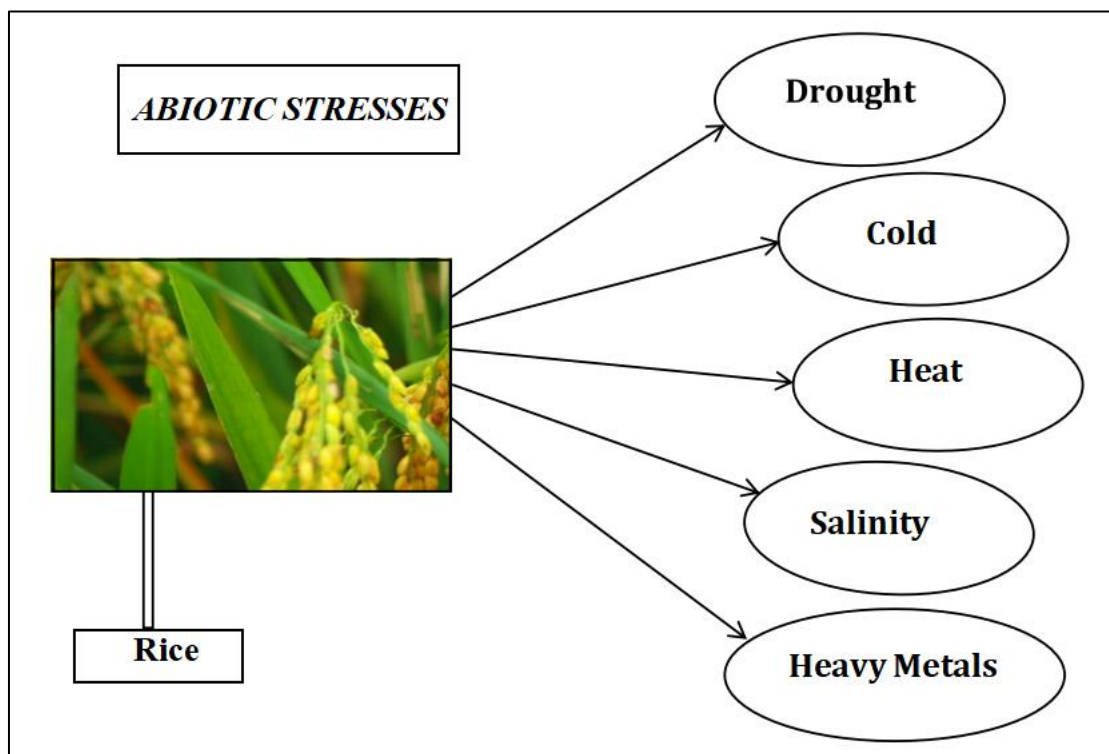 ABIOTIC STRESSES
Drought
Cold
Heat
Salinity
Heavy Metals
Rice